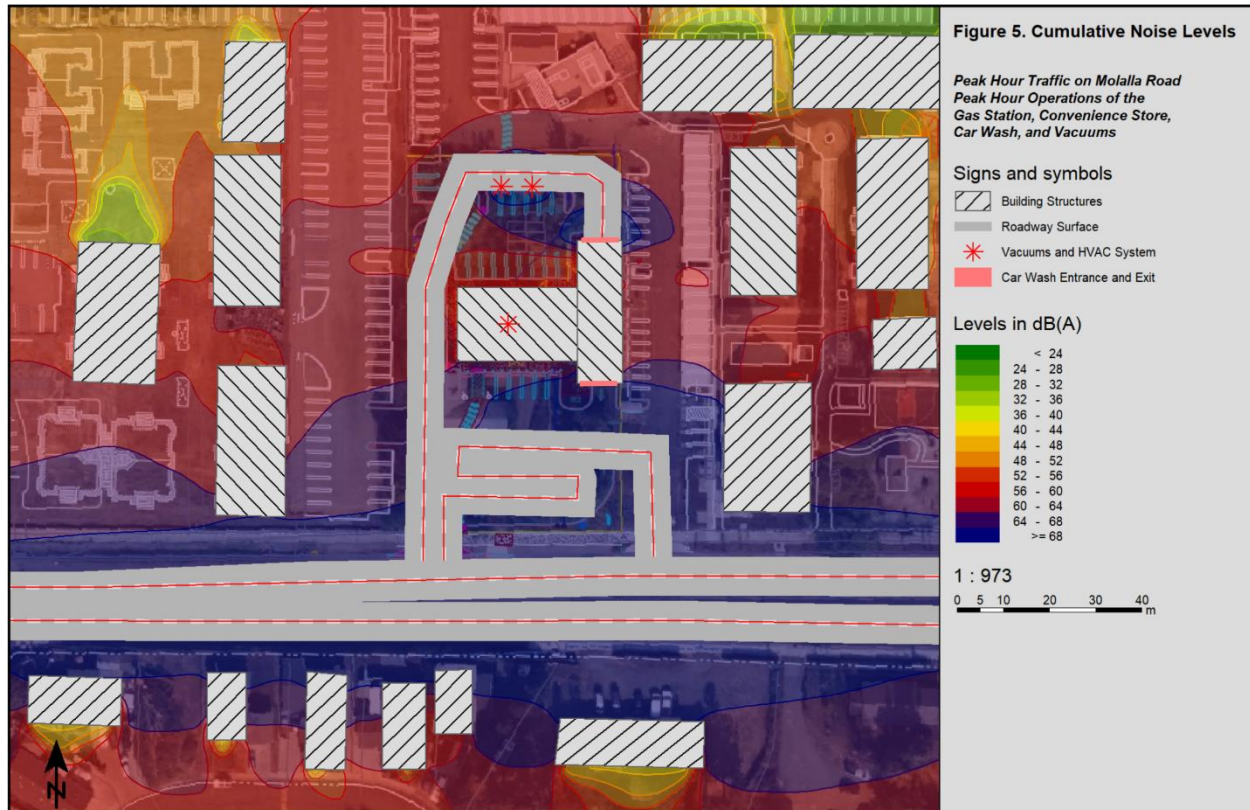 Figure 5. Cumulative Noise Levels
Peak Hour Traffic on Molalla Road
Peak Hour Operations of the
Gas Station, Convenience Store,
Car Wash, and Vacuums
Signs and symbols
Building Structures
Roadway Surface
Vacuums and HVAC System
Car Wash Entrance and Exit
Levels in dB(A)
< 24
24 - 28
28 - 32
32 - 36
36 - 40
40 - 44
44 - 48
48 - 52
52 - 56
56 - 60
60 - 64
64 - 68
>= 68
1 : 973
0 5 10 20 30 40
m
N